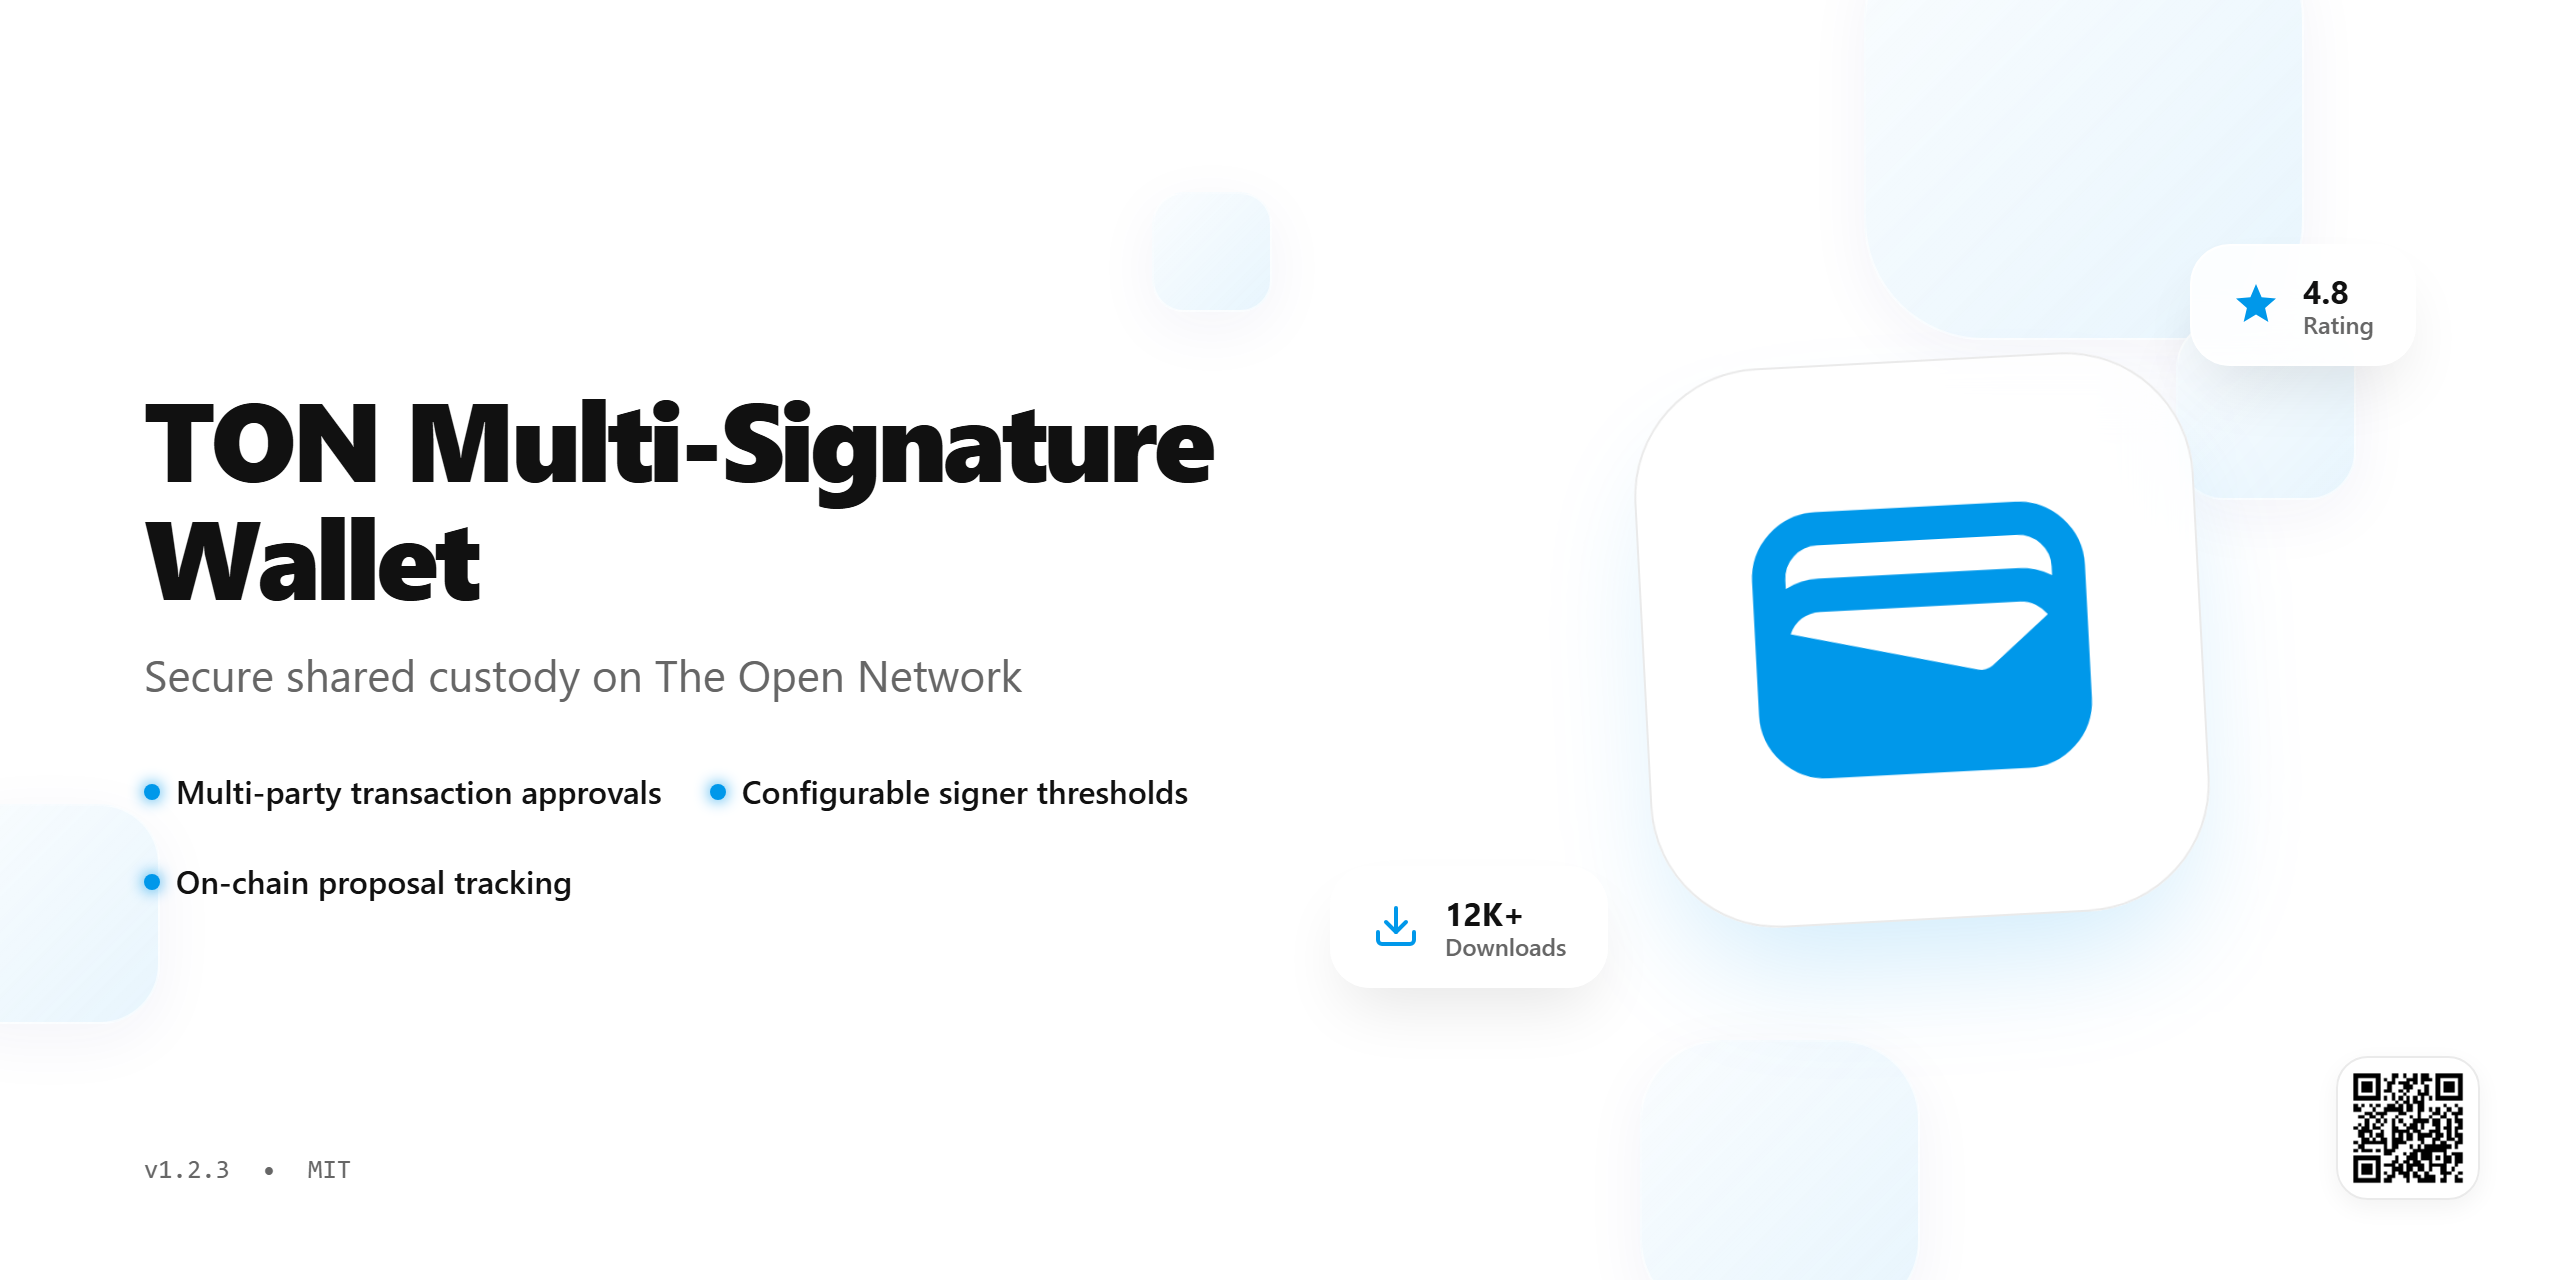 TON Multi-Signature
Wallet
Secure shared custody on The Open Network
Multi-party transaction approvals
Configurable signer thresholds
On-chain proposal tracking
4.8
Rating
12K+
Downloads
v1.2.3 • MIT